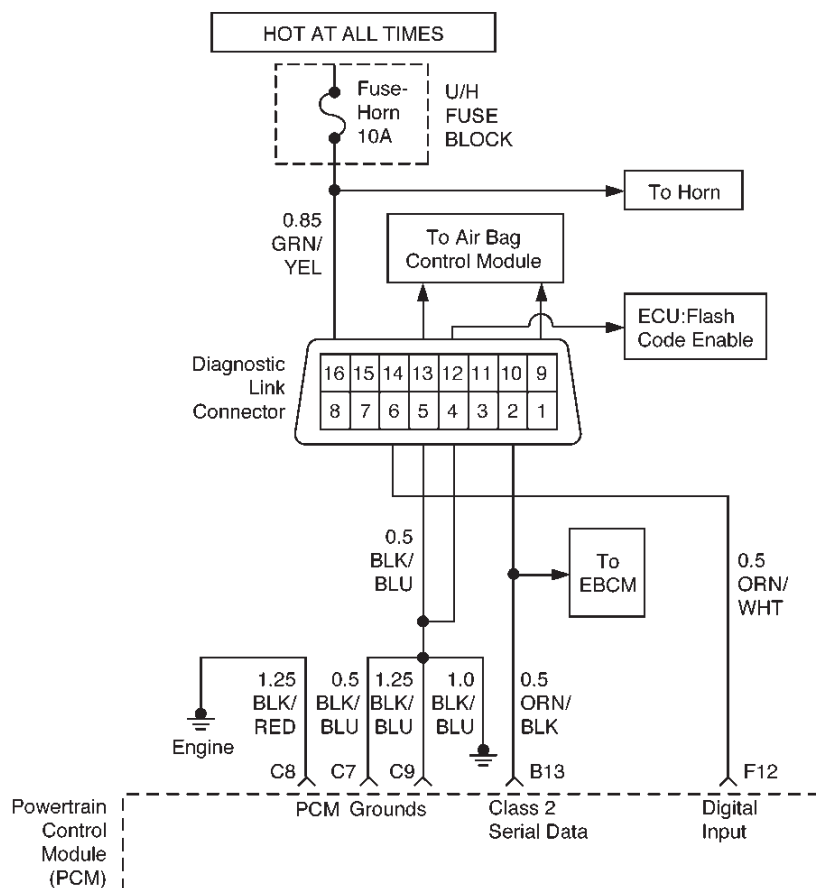 HOT AT ALL TIMES
Fuse-
Horn
10A
U/H
FUSE
BLOCK
To Horn
0.85
GRN/
YEL
To Air Bag
Control Module
ECU:Flash
Code Enable
Diagnostic
Link
Connector
16 15 14 13 12 11 10 9
8 7 6 5 4 3 2 1
0.5
BLK/
BLU
To
EBCM
0.5
ORN/
WHT
1.25
BLK/
RED
0.5
BLK/
BLU
1.25
BLK/
BLU
1.0
BLK/
BLU
0.5
ORN/
BLK
Engine
C8
C7
C9
B13
F12
Powertrain
Control
Module
(PCM)
PCM Grounds
Class 2
Serial Data
Digital
Input